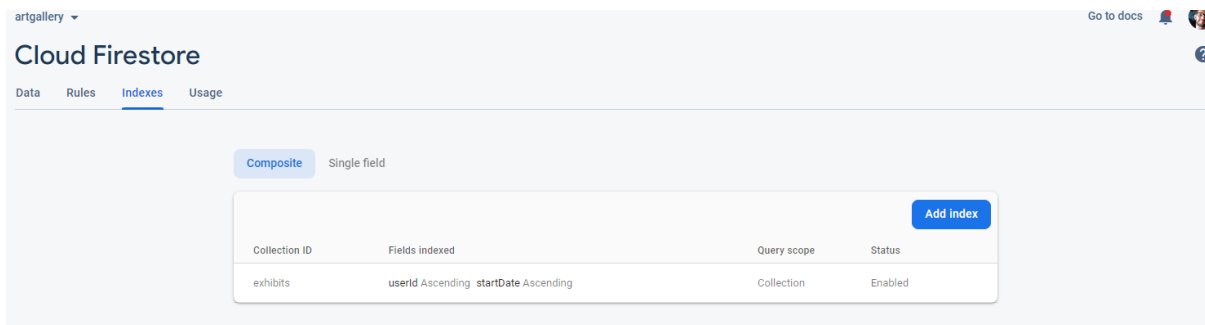 artgallery Go to docs
Cloud Firestore
Data Rules Indexes Usage
Composite Single field
Add index
Collection ID Fields indexed Query scope Status
exhibits userId Ascending startDate Ascending Collection Enabled